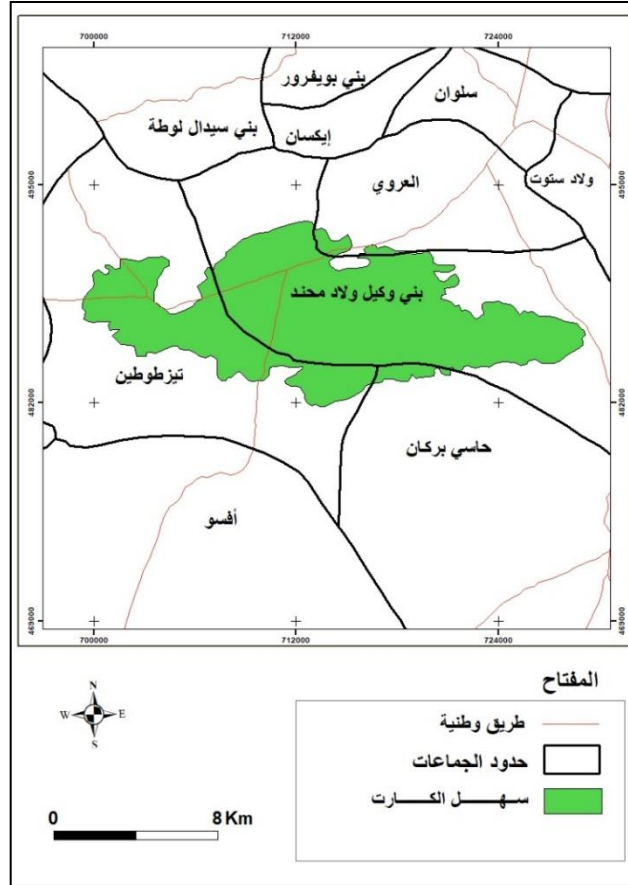 700000
712000
724000
بني بويفرور
سلوان
بني سيدال لوطة
إيكسان
ولاد ستوت
العروي
495000
495000
بني وكيل ولاد محند
تيزطوطين
482000
482000
حاسي بركان
أفسو
469000
469000
700000
712000
724000
المفتاح
طريق وطنية
حدود الجماعات
ســهــــل الكـــــارت
N
W
E
S
0
8 Km